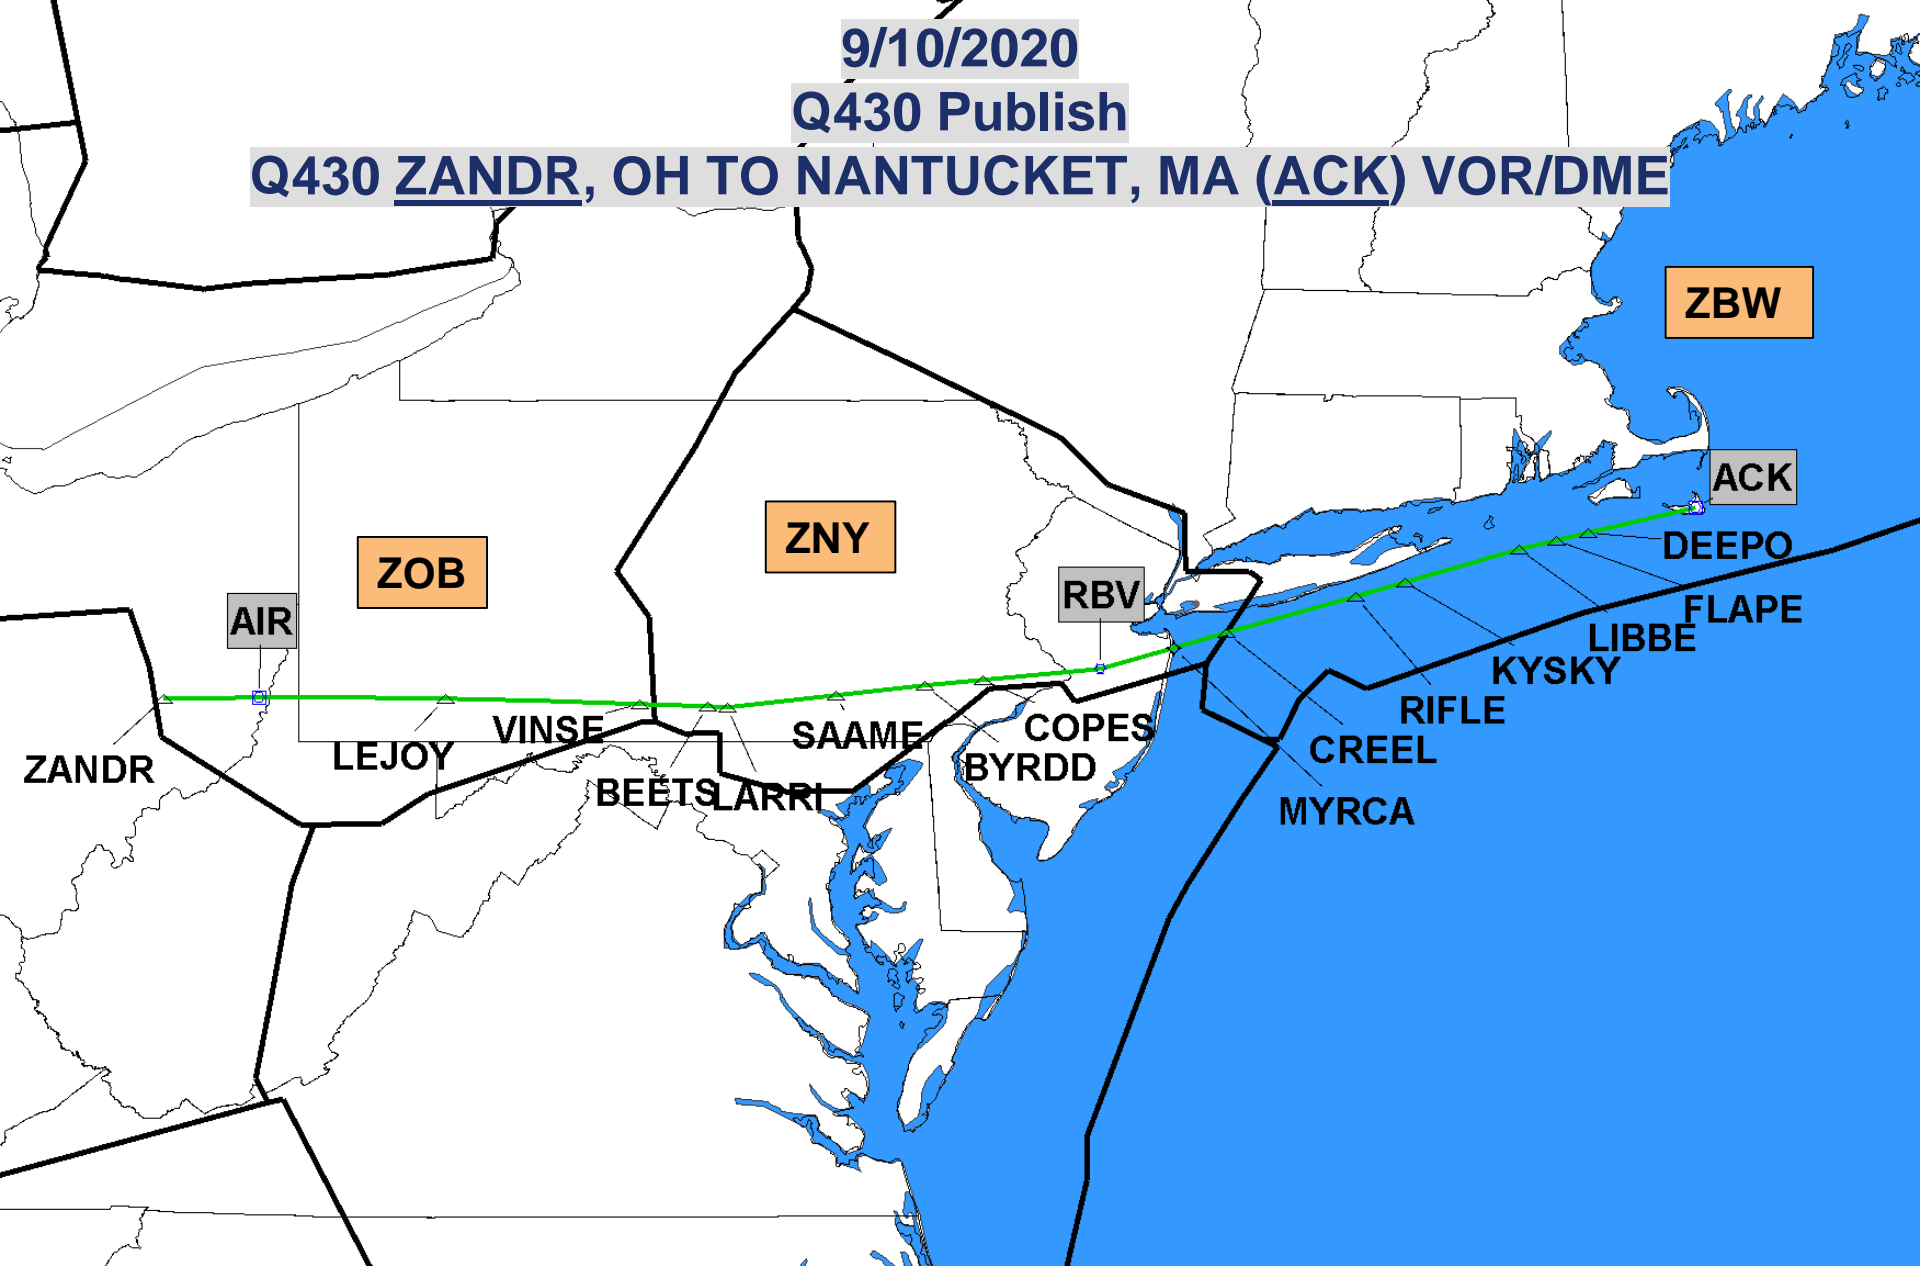 9/10/2020
Q430 Publish
Q430 ZANDR, OH TO NANTUCKET, MA (ACK) VOR/DME
ZBW
ACK
ZNY
DEEPO
ZOB
RBV
FLAPE
AIR
LIBBE
KYSKY
RIFLE
VINSE
COPES
SAAME
CREEL
LEJOY
BYRDD
ZANDR
BEETS
LARRI
MYRCA